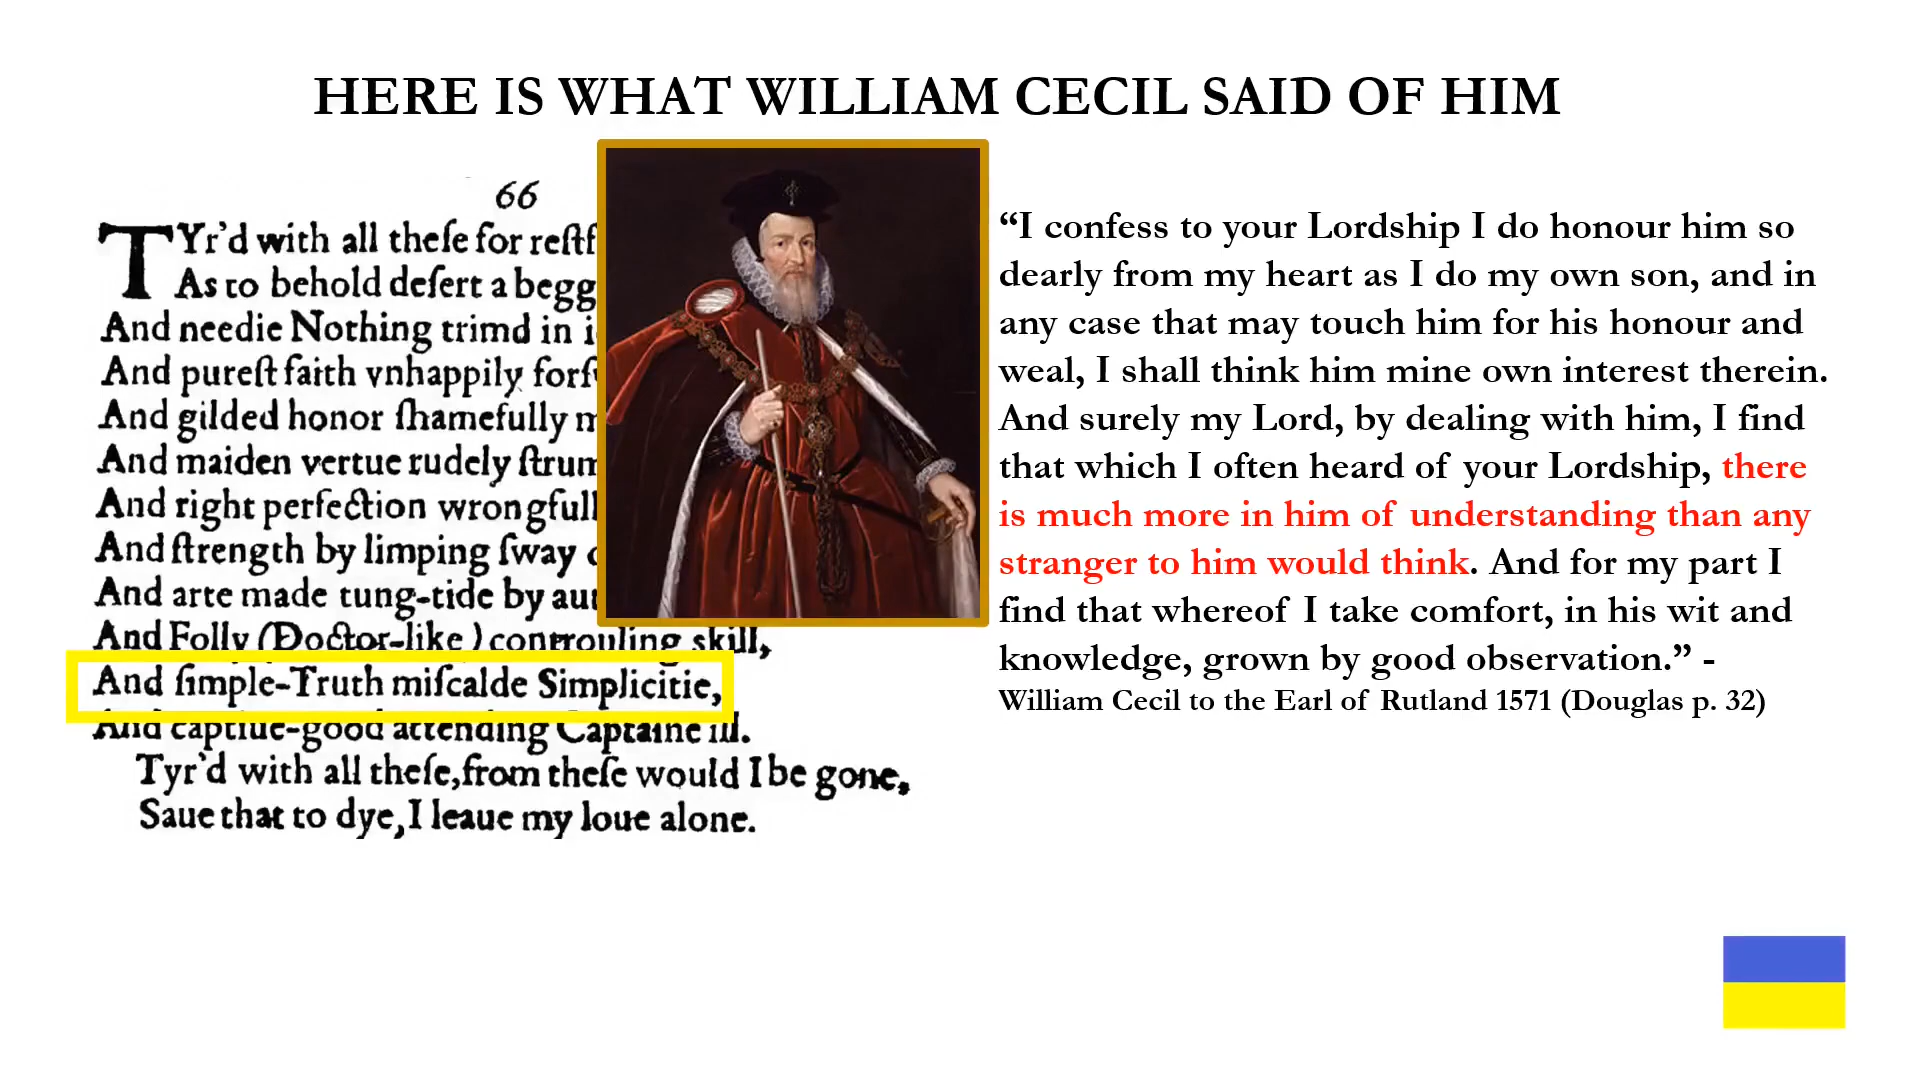 HERE IS WHAT WILLIAM CECIL SAID OF HIM
66
TYr'd with all theſe for reſtf
As to behold deſert a begg
And needie Nothing trimd in i
And pureſt faith vnhappily forſ
And gilded honor ſhamefully m
And maiden vertue rudely ſtrum
And right perfection wrongfull
And ſtrength by limping ſway
And arte made tung-tide by aut
And Folly (Doctor-like) controuling skill,
And ſimple-Truth miſcalde Simplicitie,
And captiue-good attending Captaine ill.
Tyr'd with all theſe, from theſe would I be gone,
Saue that to dye, I leaue my loue alone.
“I confess to your Lordship I do honour him so
dearly from my heart as I do my own son, and in
any case that may touch him for his honour and
weal, I shall think him mine own interest therein.
And surely my Lord, by dealing with him, I find
that which I often heard of your Lordship, there
is much more in him of understanding than any
stranger to him would think. And for my part I
find that whereof I take comfort, in his wit and
knowledge, grown by good observation.” -
William Cecil to the Earl of Rutland 1571 (Douglas p. 32)